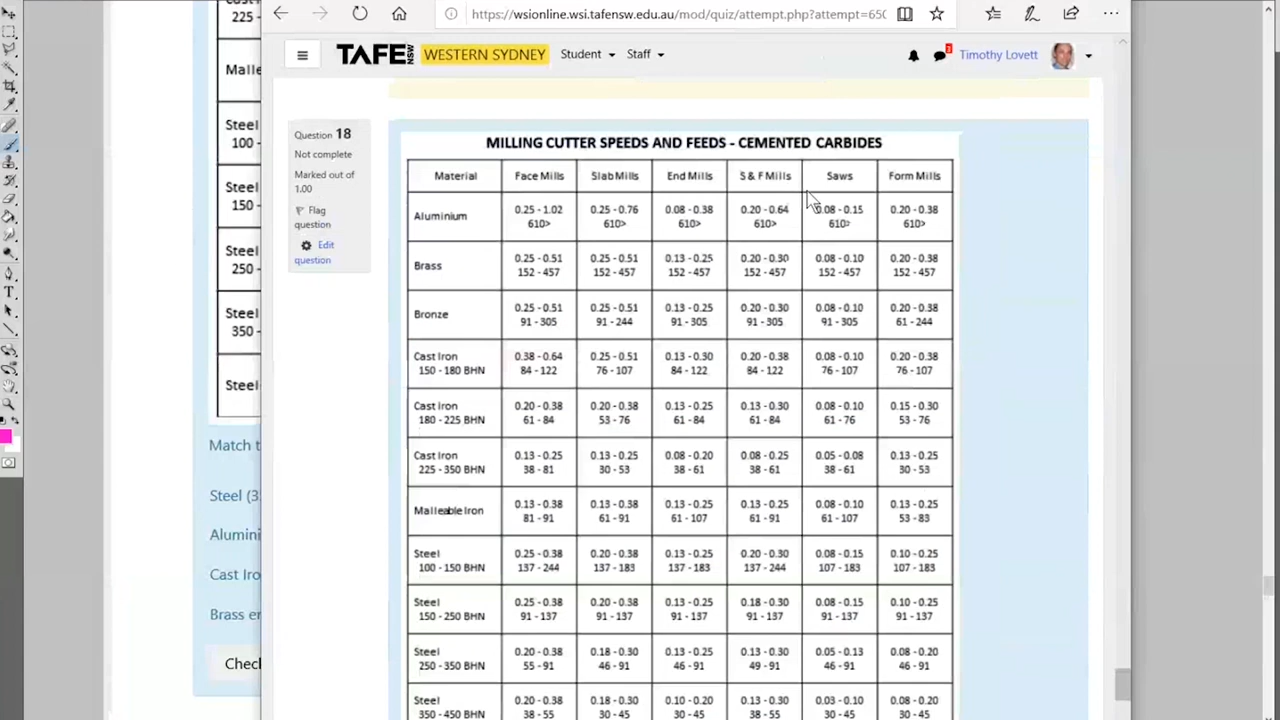 https://wsionline.wsi.tafensw.edu.au/mod/quiz/attempt.php?attempt=650
TAFE NSW WESTERN SYDNEY Student Staff Timothy Lovett
Question 18
Not complete
Marked out of
1.00
Flag
question
Edit
question
MILLING CUTTER SPEEDS AND FEEDS - CEMENTED CARBIDES
Material Face Mills Slab Mills End Mills S & F Mills Saws Form Mills
Aluminium 0.25 - 1.02 0.25 - 0.76 0.08 - 0.38 0.20 - 0.64 0.08 - 0.15 0.20 - 0.38
610> 610> 610> 610> 610> 610>
Brass 0.25 - 0.51 0.25 - 0.51 0.13 - 0.25 0.20 - 0.30 0.08 - 0.10 0.20 - 0.38
152 - 457 152 - 457 152 - 457 152 - 457 152 - 457 152 - 457
Bronze 0.25 - 0.51 0.25 - 0.51 0.13 - 0.25 0.20 - 0.30 0.08 - 0.10 0.20 - 0.38
91 - 305 91 - 244 91 - 305 91 - 305 91 - 305 61 - 244
Cast Iron 0.38 - 0.64 0.25 - 0.51 0.13 - 0.30 0.20 - 0.38 0.08 - 0.10 0.20 - 0.38
150 - 180 BHN 84 - 122 76 - 107 84 - 122 84 - 122 76 - 107 76 - 107
Cast Iron 0.20 - 0.38 0.20 - 0.38 0.13 - 0.25 0.13 - 0.30 0.08 - 0.10 0.15 - 0.30
180 - 225 BHN 61 - 84 53 - 76 61 - 84 61 - 84 61 - 76 53 - 76
Cast Iron 0.13 - 0.25 0.13 - 0.25 0.08 - 0.20 0.08 - 0.25 0.05 - 0.08 0.13 - 0.25
225 - 350 BHN 38 - 81 30 - 53 38 - 61 38 - 61 38 - 61 30 - 53
Malleable Iron 0.13 - 0.38 0.13 - 0.38 0.13 - 0.25 0.13 - 0.25 0.08 - 0.10 0.13 - 0.25
81 - 91 61 - 91 61 - 107 61 - 91 61 - 107 53 - 83
Steel 0.25 - 0.38 0.20 - 0.38 0.13 - 0.25 0.20 - 0.30 0.08 - 0.15 0.10 - 0.25
100 - 150 BHN 137 - 244 137 - 183 137 - 183 137 - 244 107 - 183 107 - 183
Steel 0.25 - 0.38 0.20 - 0.38 0.13 - 0.25 0.18 - 0.30 0.08 - 0.15 0.10 - 0.25
150 - 250 BHN 91 - 137 91 - 137 91 - 137 91 - 137 91 - 137 91 - 137
Steel 0.20 - 0.38 0.18 - 0.30 0.13 - 0.25 0.13 - 0.30 0.05 - 0.13 0.08 - 0.20
250 - 350 BHN 55 - 91 46 - 91 46 - 91 49 - 91 46 - 91 46 - 91
Steel 0.20 - 0.38 0.18 - 0.30 0.10 - 0.20 0.13 - 0.30 0.03 - 0.10 0.08 - 0.20
350 - 450 BHN 38 - 55 30 - 45 30 - 45 38 - 55 30 - 45 30 - 45
225 -
Malle
Steel
100 -
Steel
150 -
Steel
250 -
Steel
350 -
Steel
Match t
Steel (3
Alumini
Cast Iro
Brass en
Check